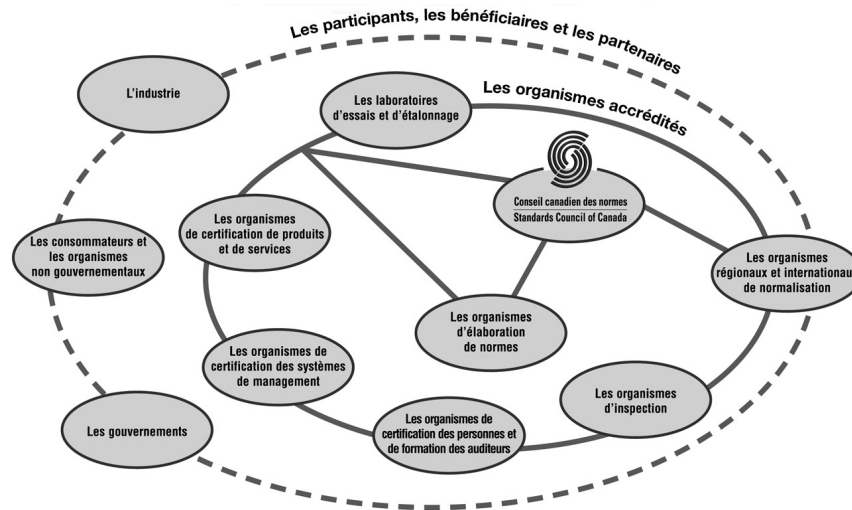 Les participants, les bénéficiaires et les partenaires
Les organismes accrédités
L'industrie
Les laboratoires
d'essais et d'étalonnage
Conseil canadien des normes
Standards Council of Canada
Les organismes
de certification de produits
et de services
Les consommateurs et
les organismes
non gouvernementaux
Les organismes
régionaux et internationaux
de normalisation
Les organismes
d'élaboration
de normes
Les organismes de
certification des systèmes
de management
Les organismes
d'inspection
Les gouvernements
Les organismes de
certification des personnes et
de formation des auditeurs